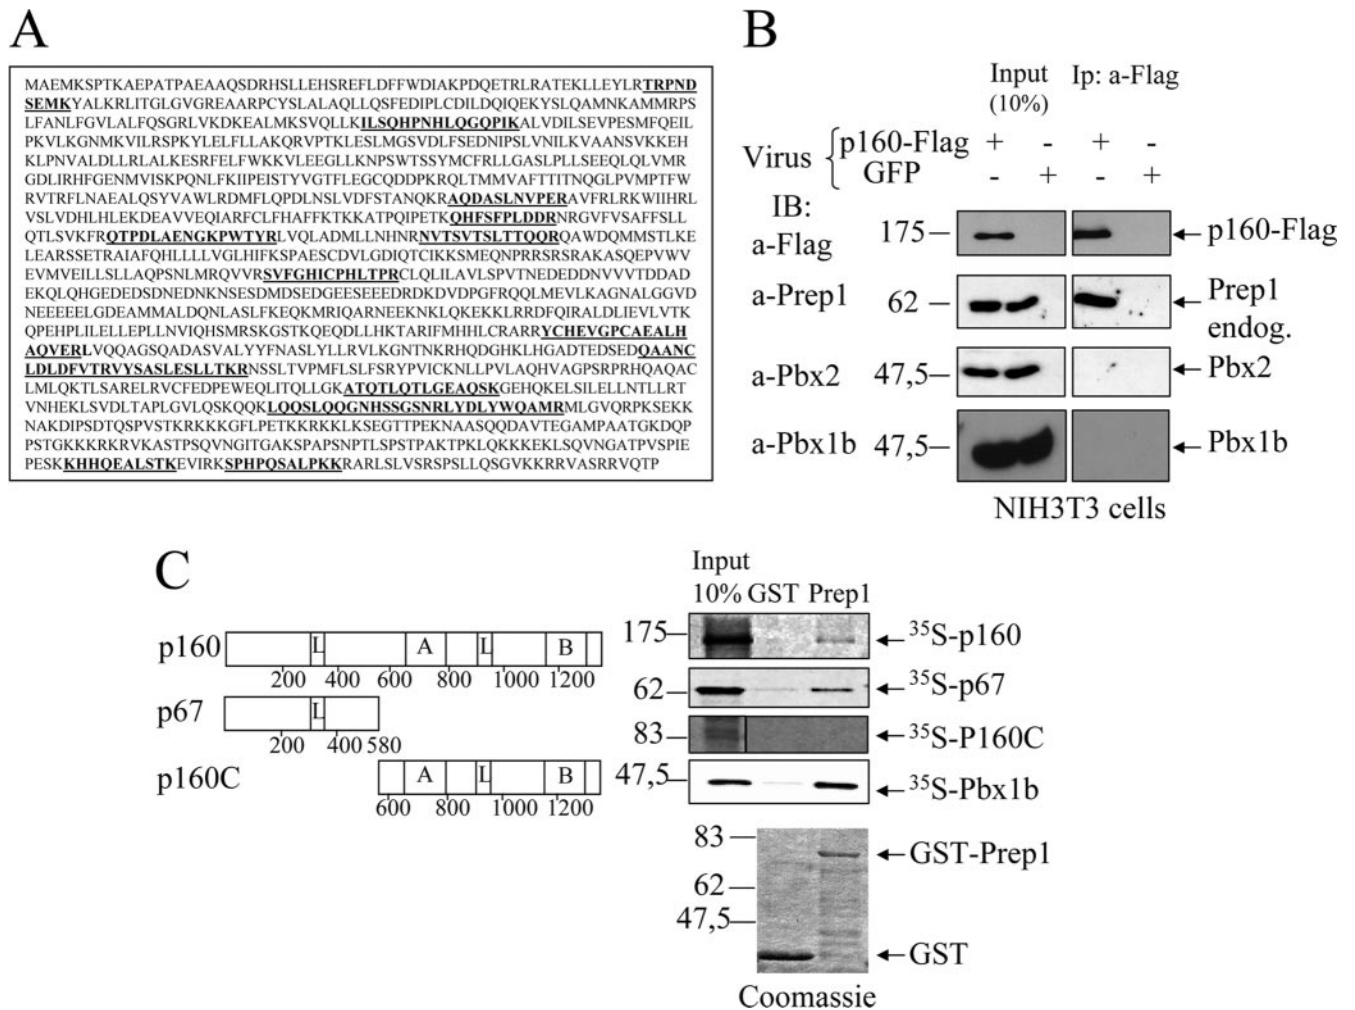 A
MAEMKSPTKAEPATPAEAAQSDRHSLLEHSREFLDFFWDIAKPDQETRLRATEKLLEYLRTRPND
SEMKYALKRLITGLGVGREAARPCYSLALAQLLQSFEDIPLCDILDQIQEKYSLQAMNKAMMRPS
LFANLFGVLALFQSGRLVKDKEALMKSVQLLKILSQHPNHLQGQPIKALVDILSEVPESMFQEIL
PKVLKGNMKVILRSPKYLELFLLAKQRVPTKLESLMGSVDLFSEDNIPSLVNILKVAANSVKKEH
KLPNVALDLLRLALKESRFELFWKKVLEEGLLKNPSWTSSYMCFRLLGASLPLLSEEQLQLVMR
GDLIRHFGENMVISKPQNLFKIIPEISTYVGTFLEGCQDDPKRQLTMMVAFTTITNQGLPVMPTFW
RVTRFLNAEALQSYVAWLRDMFLQPDLNSLVDFSTANQKRAQDASLNVPERAVFRLRKWIIHRL
VSLVDHLHLEKDEAVVEQIARFCLFHAFFKTKKATPQIPETKQHFSFPLDDRNRGVFVSAFFSLL
QTLSVKFRQTPDLAENGKPWTYRLVQLADMLLNHNRNVTSVTSLTTQQRQAWDQMMSTLKE
LEARSSETRAIAFQHLLLLVGLHIFKSPAESCDVLGDIQTCIKKSMEQNPRRSRSRAKASQEPVWV
EVMVEILLSLLAQPSNLMRQVVRSVFGHICPHLTPRCLQLILAVLSPVTNEDEDDNVVVTDDAD
EKQLQHGEDEDSDNEDNKNSESDMDSEDGEESEEEDRDKDVDPGFRQQLMEVLKAGNALGGVD
NEEEEELGDEAMMALDQNLASLFKEQKMRIQARNEEKNKLQKEKKLRRDFQIRALDLIEVLVTK
QPEHPLILELLEPLLNVIQHSMRSKGSTKQEQDLLHKTARIFMHHLCRARRYCHEVGPCAEALH
AQVERLVQQAGSQADASVALYYFNASLYLLRVLKGNTNKRHQDGHKLHGADTEDSEDQAANC
LDLDFVTRVYSASLESLLTKRNSSLTVPMFLSLFSRYPVICKNLLPVLAQHVAGPSRPRHQAQAC
LMLQKTLSARELRVCFEDPEWEQLITQLLGKATQTLQTLGEAQSKGEHQKELSILELLNTLLRT
VNHEKLSVDLTAPLGVLQSKQQKLQQSLQQGNHSSGSNRLYDLYWQAMRMLGVQRPKSEKK
NAKDIPSDTQSPVSTKRKKKGFLPETKKRKKLKSEGTTPEKNAASQQDAVTEGAMPAATGKDQP
PSTGKKKRKRVKASTPSQVNGITGAKSPAPSNPTLSPSTPAKTPKLQKKKEKLSQVNGATPVSPIE
PESKKHHQEALSTKEVIRKSPHPQSALPKKRARLSLVSRSPSLLQSGVKKRRVASRRVQTP
B
Input Ip: a-Flag
(10%)
Virus p160-Flag + - + -
GFP - + - +
IB:
a-Flag 175 p160-Flag
a-Prep1 62 Prep1
endog.
a-Pbx2 47,5 Pbx2
a-Pbx1b 47,5 Pbx1b
NIH3T3 cells
C
p160 L A L B
200 400 600 800 1000 1200
p67 L
200 400 580
p160C A L B
600 800 1000 1200
Input
10% GST Prep1
175 35S-p160
62 35S-p67
83 35S-P160C
47,5 35S-Pbx1b
83 GST-Prep1
62
47,5
GST
Coomassie